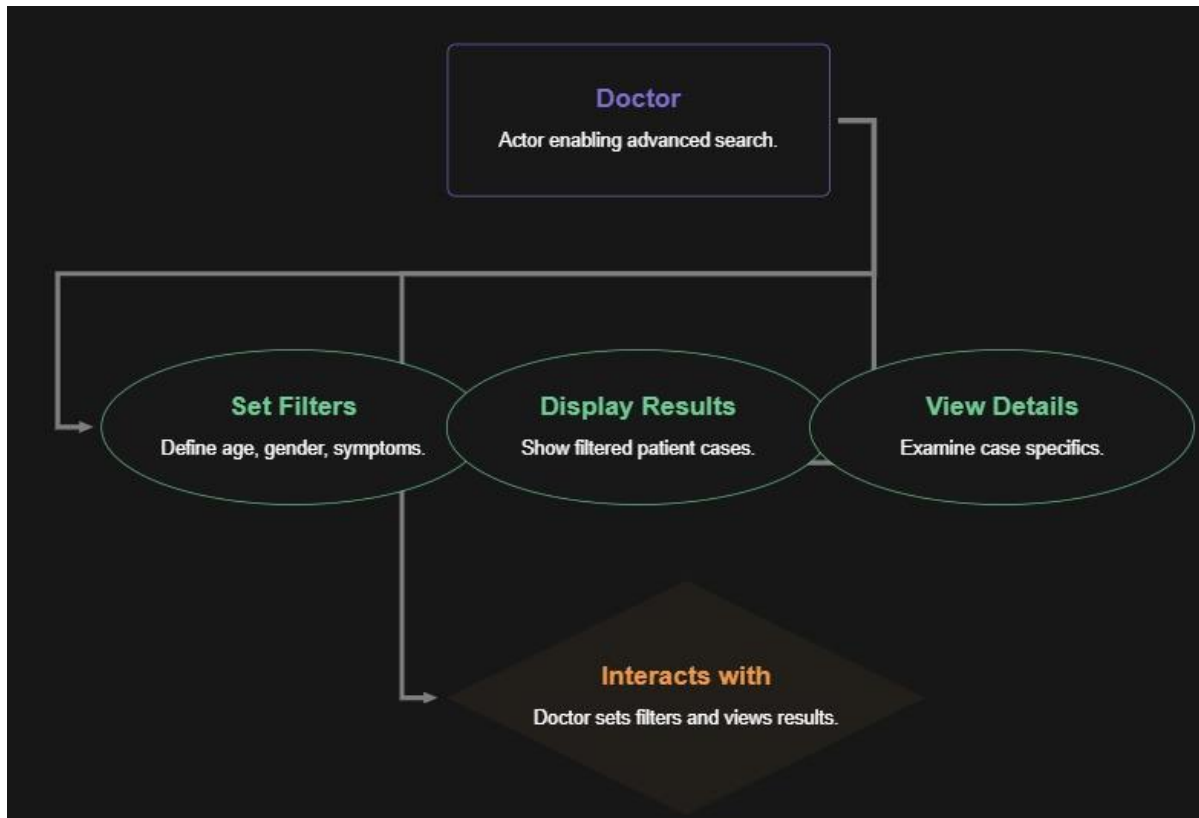 Doctor
Actor enabling advanced search.
Set Filters
Define age, gender, symptoms.
Display Results
Show filtered patient cases.
View Details
Examine case specifics.
Interacts with
Doctor sets filters and views results.